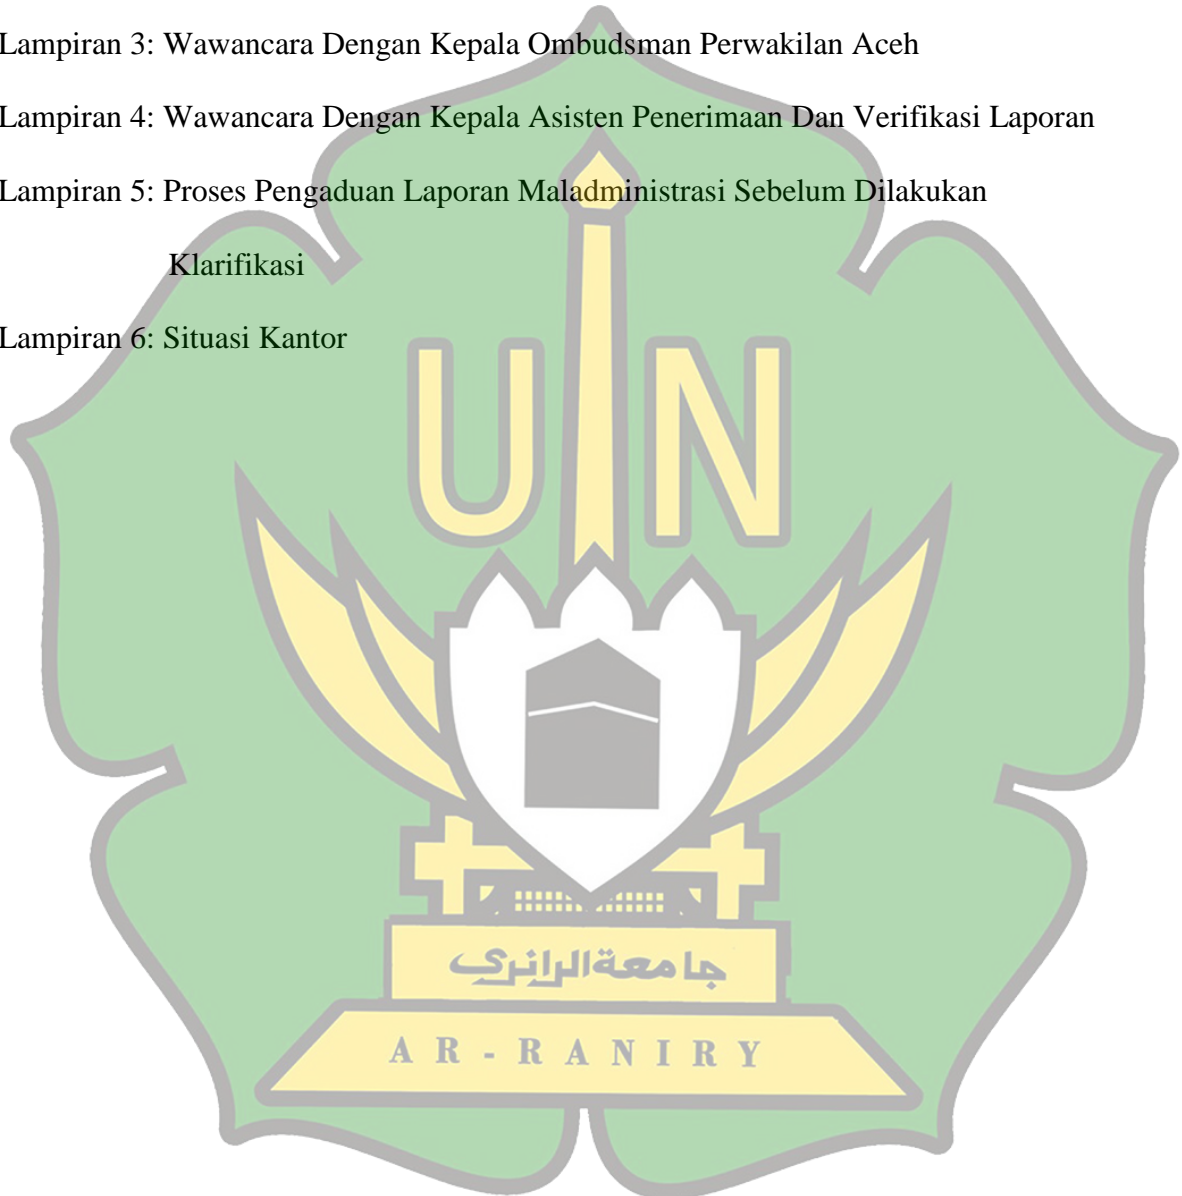 Lampiran 3: Wawancara Dengan Kepala Ombudsman Perwakilan Aceh
Lampiran 4: Wawancara Dengan Kepala Asisten Penerimaan Dan Verifikasi Laporan
Lampiran 5: Proses Pengaduan Laporan Maladministrasi Sebelum Dilakukan
Klarifikasi
Lampiran 6: Situasi Kantor
UIN
جامعة الرانري
AR-RANIRY